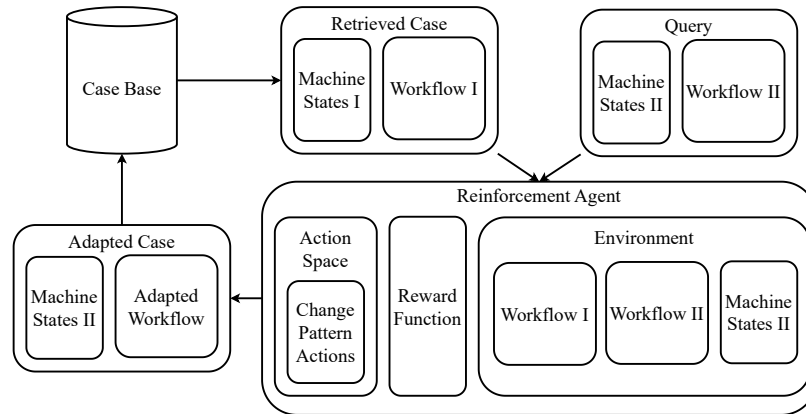 Case Base
Retrieved Case
Machine
States I
Workflow I
Query
Machine
States II
Workflow II
Reinforcement Agent
Action
Space
Change
Pattern
Actions
Reward
Function
Environment
Workflow I
Workflow II
Machine
States II
Adapted Case
Machine
States II
Adapted
Workflow